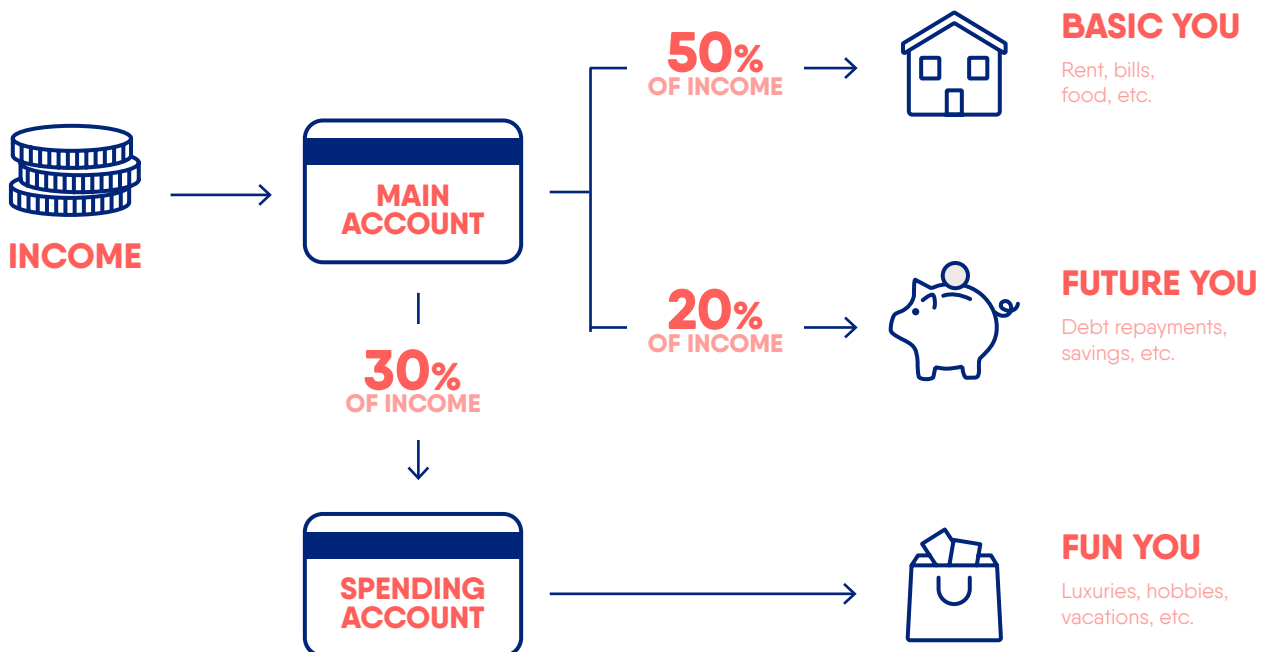 INCOME
MAIN
ACCOUNT
50%
OF INCOME
BASIC YOU
Rent, bills,
food, etc.
20%
OF INCOME
FUTURE YOU
Debt repayments,
savings, etc.
30%
OF INCOME
SPENDING
ACCOUNT
FUN YOU
Luxuries, hobbies,
vacations, etc.